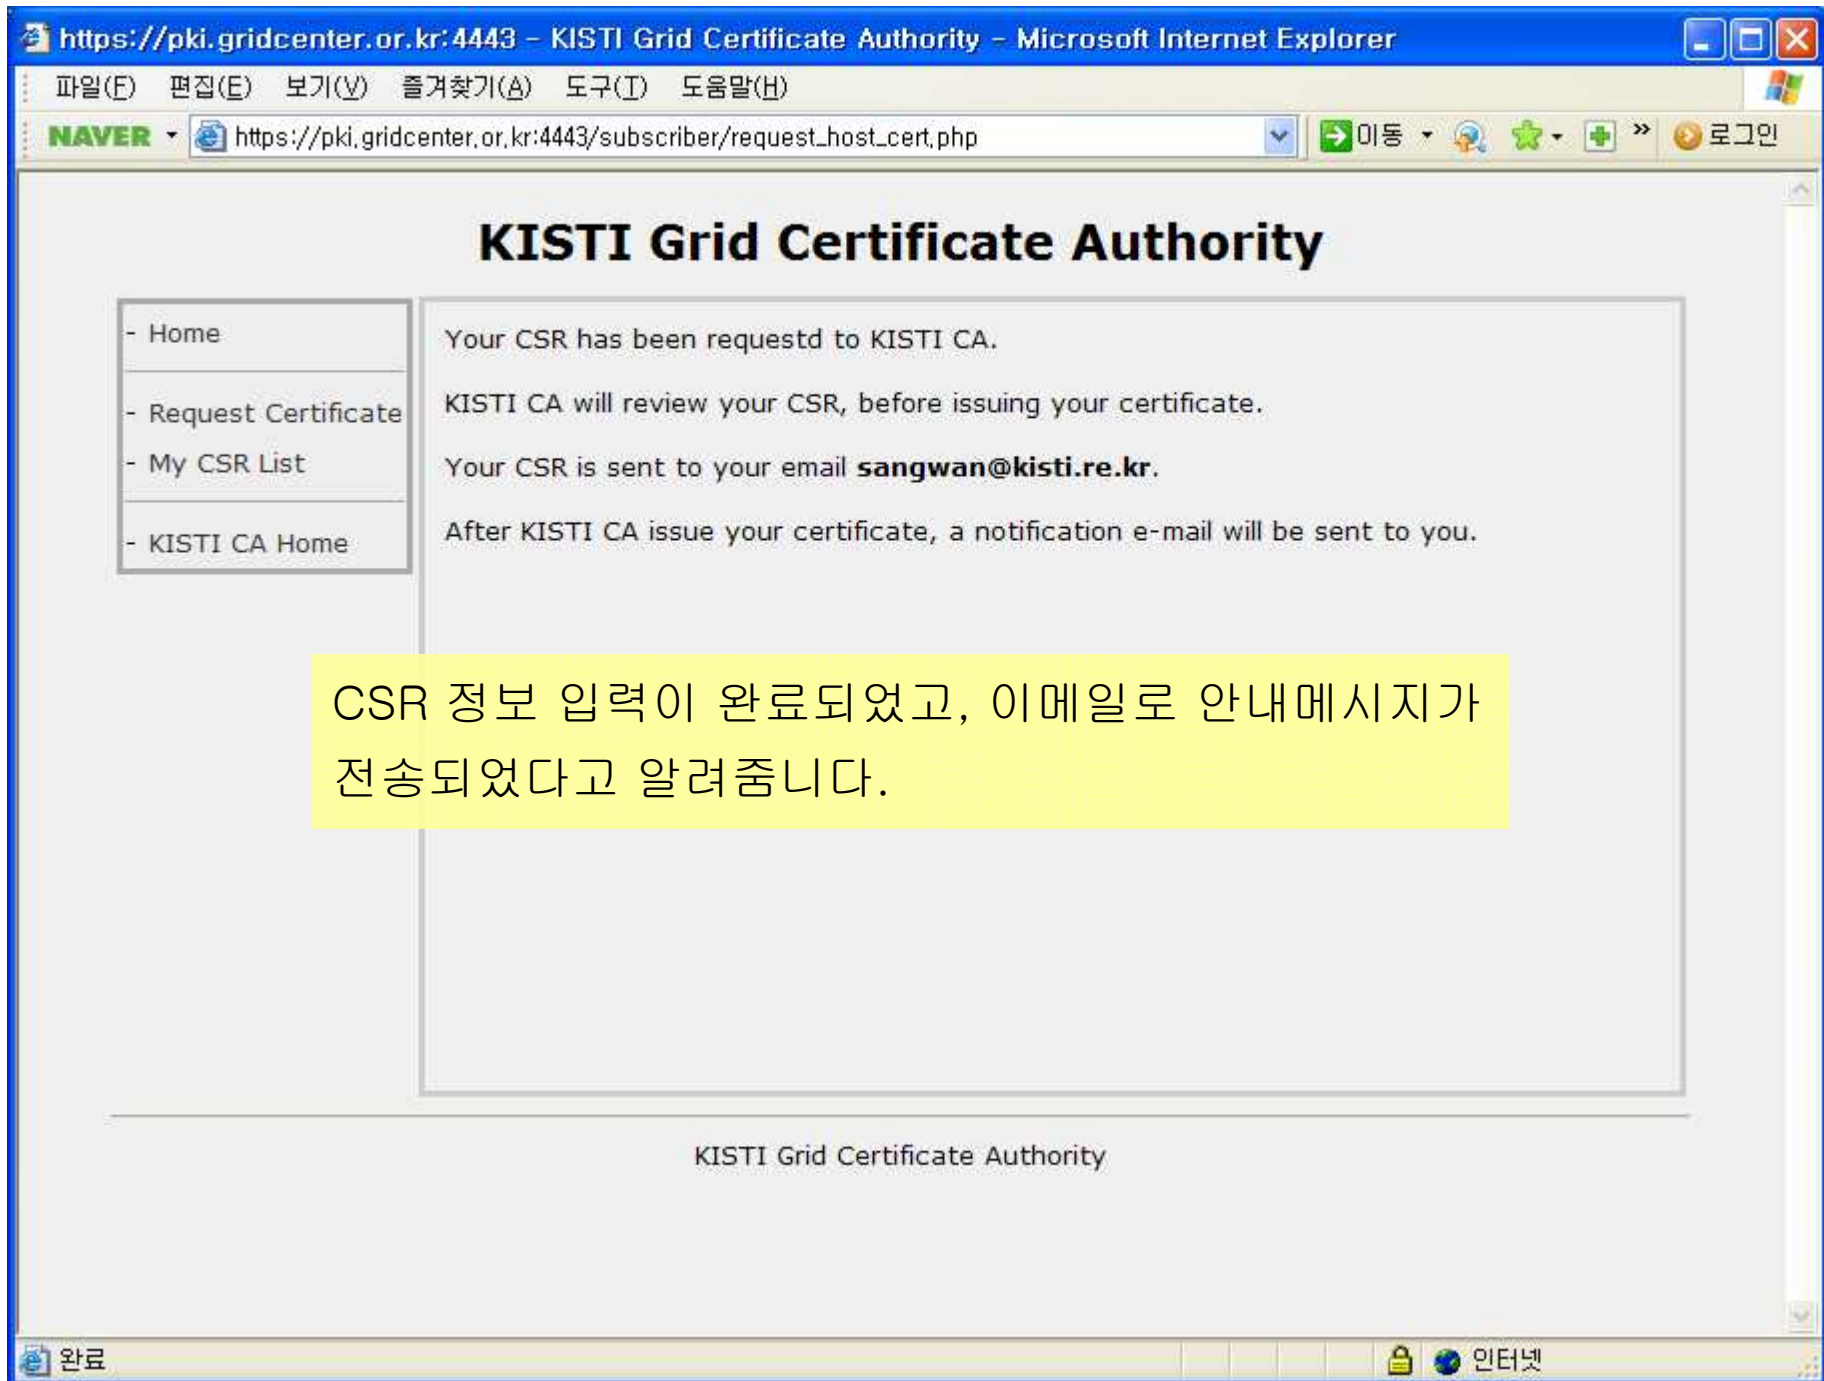 https://pki.gridcenter.or.kr:4443 - KISTI Grid Certificate Authority - Microsoft Internet Explorer
파일(F) 편집(E) 보기(V) 즐겨찾기(A) 도구(T) 도움말(H)
NAVER https://pki.gridcenter.or.kr:4443/subscriber/request_host_cert.php 이동 » 로그인
KISTI Grid Certificate Authority
- Home
- Request Certificate
- My CSR List
- KISTI CA Home
Your CSR has been requestd to KISTI CA.
KISTI CA will review your CSR, before issuing your certificate.
Your CSR is sent to your email sangwan@kisti.re.kr.
After KISTI CA issue your certificate, a notification e-mail will be sent to you.
CSR 정보 입력이 완료되었고, 이메일로 안내메시지가
전송되었다고 알려줌니다.
KISTI Grid Certificate Authority
완료 인터넷